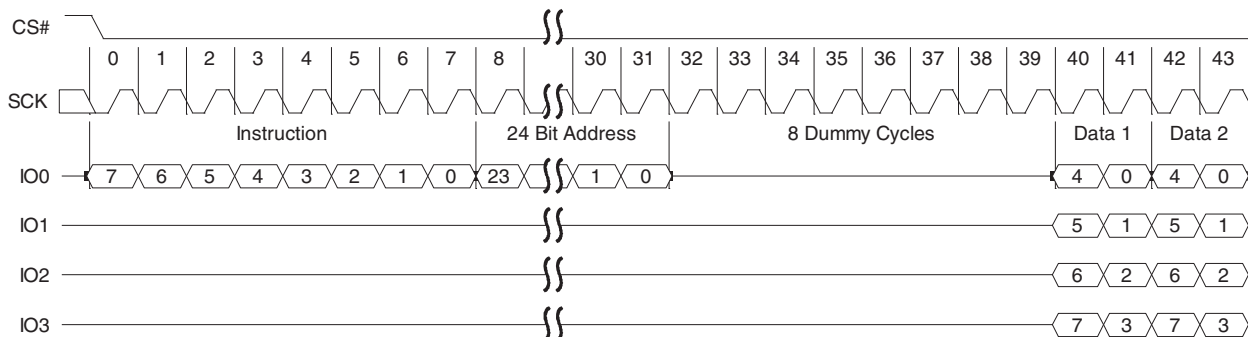 CS#
0 1 2 3 4 5 6 7 8 30 31 32 33 34 35 36 37 38 39 40 41 42 43
SCK
Instruction 24 Bit Address 8 Dummy Cycles Data 1 Data 2
IO0 7 6 5 4 3 2 1 0 23 1 0 4 0 4 0
IO1 5 1 5 1
IO2 6 2 6 2
IO3 7 3 7 3